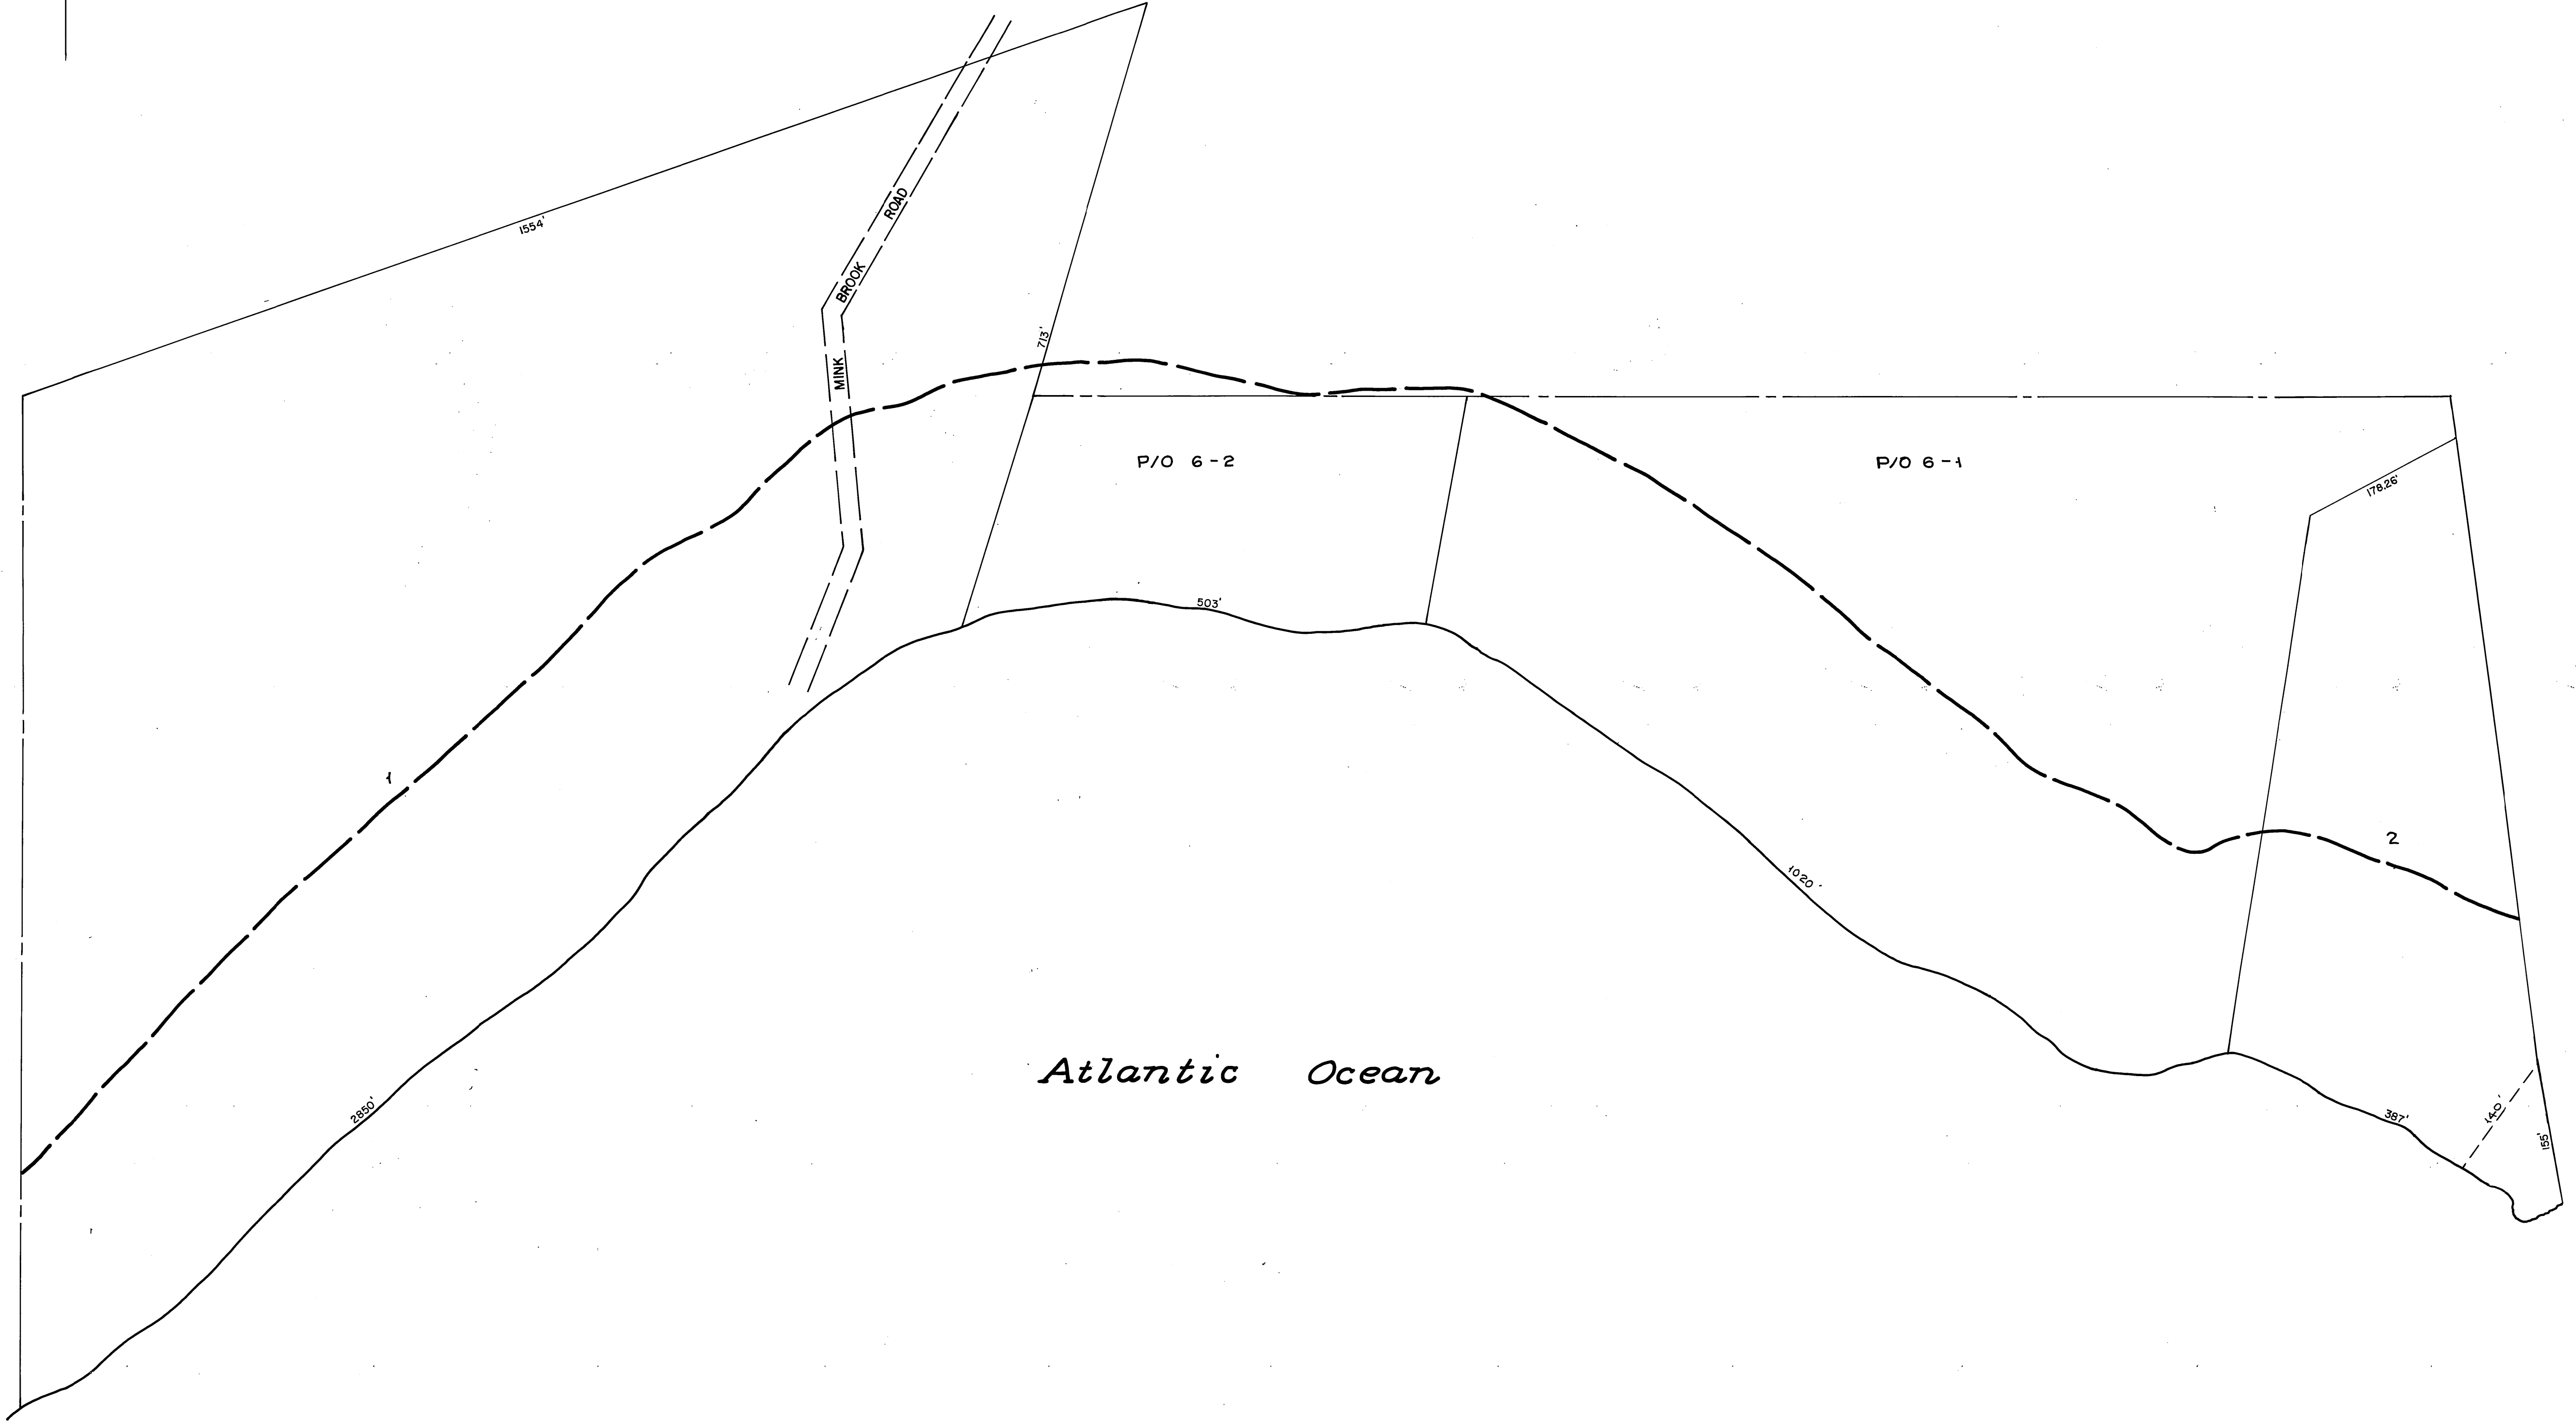 1554'
ROAD
BROOK
MINK
713'
P/O 6-2
P/O 6-1
178.26'
503'
1
2
1020'
Atlantic Ocean
2850'
387'
140'
155'